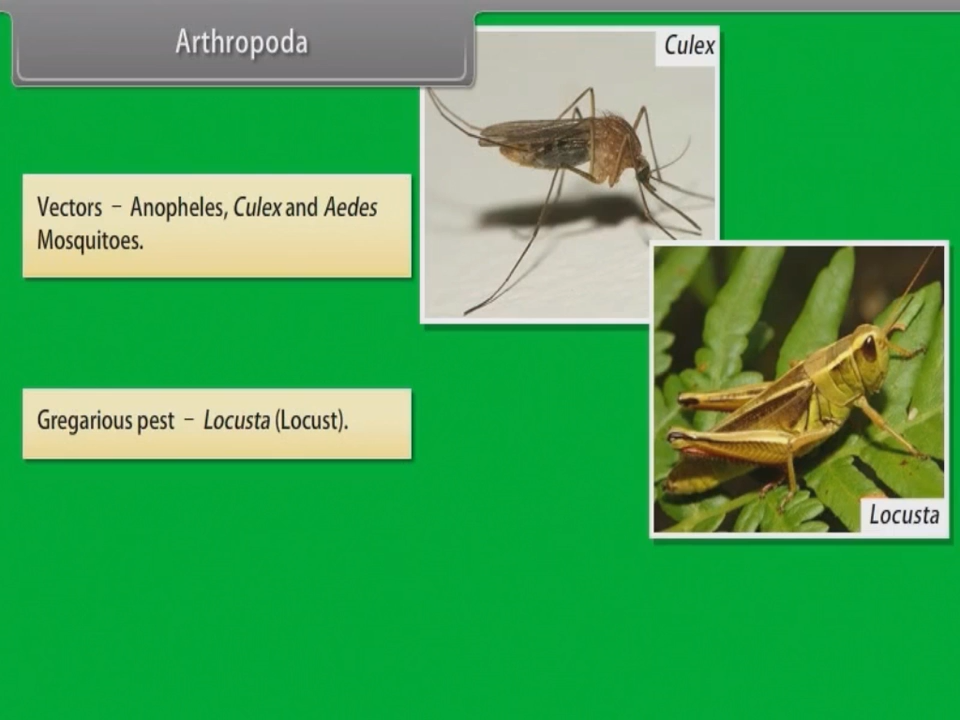 Arthropoda
Culex
Vectors – Anopheles, Culex and Aedes
Mosquitoes.
Gregarious pest – Locusta (Locust).
Locusta